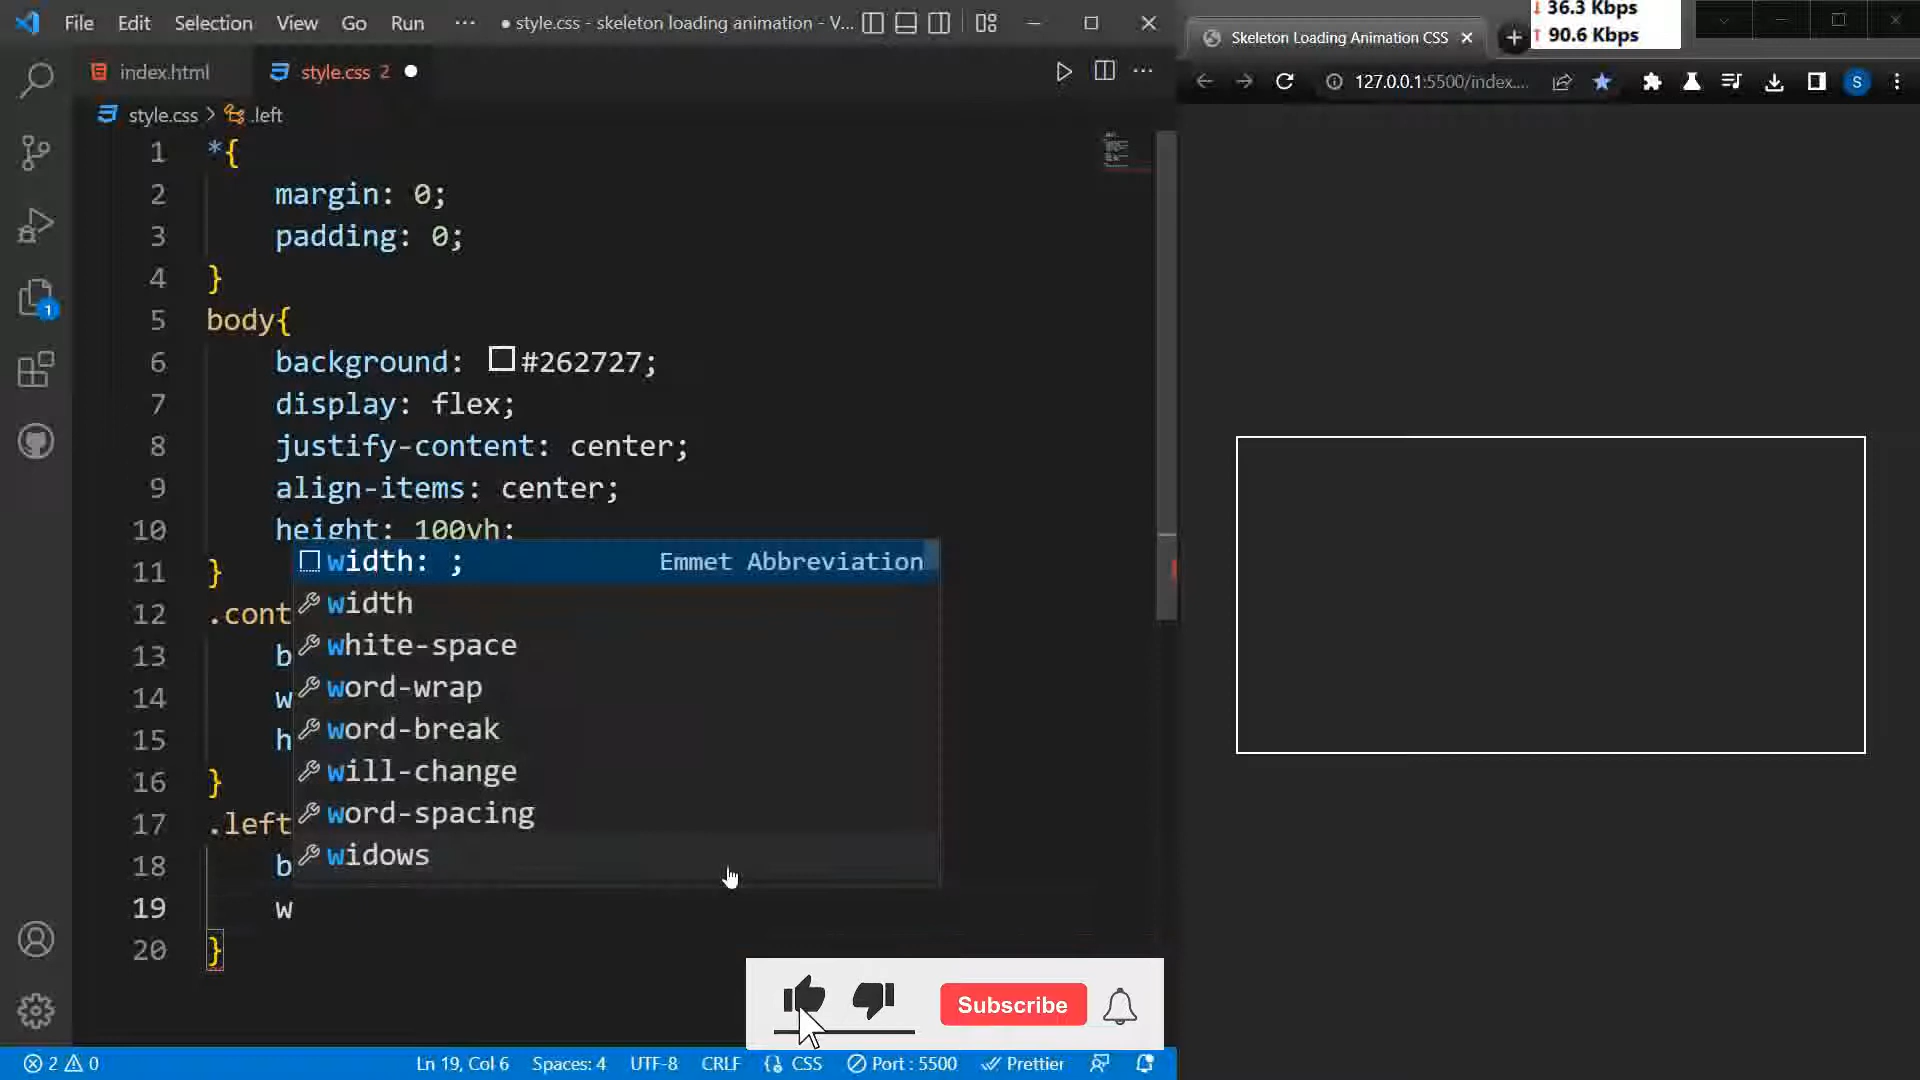 File Edit Selection View Go Run ··· ● style.css - skeleton loading animation - V...
index.html style.css 2 ●
style.css > .left
1 *{
2 margin: 0;
3 padding: 0;
4 }
5 body{
6 background: #262727;
7 display: flex;
8 justify-content: center;
9 align-items: center;
10 height: 100vh;
11 }
12 .cont
13 b
14 w
15 h
16 }
17 .left
18 b
19 w
20 }
width: ; Emmet Abbreviation
width
white-space
word-wrap
word-break
will-change
word-spacing
widows
1
Subscribe
2 0 Ln 19, Col 6 Spaces: 4 UTF-8 CRLF {} CSS Port : 5500 Prettier
↓ 36.3 Kbps
↑ 90.6 Kbps
Skeleton Loading Animation CSS
127.0.0.1:5500/index....
S